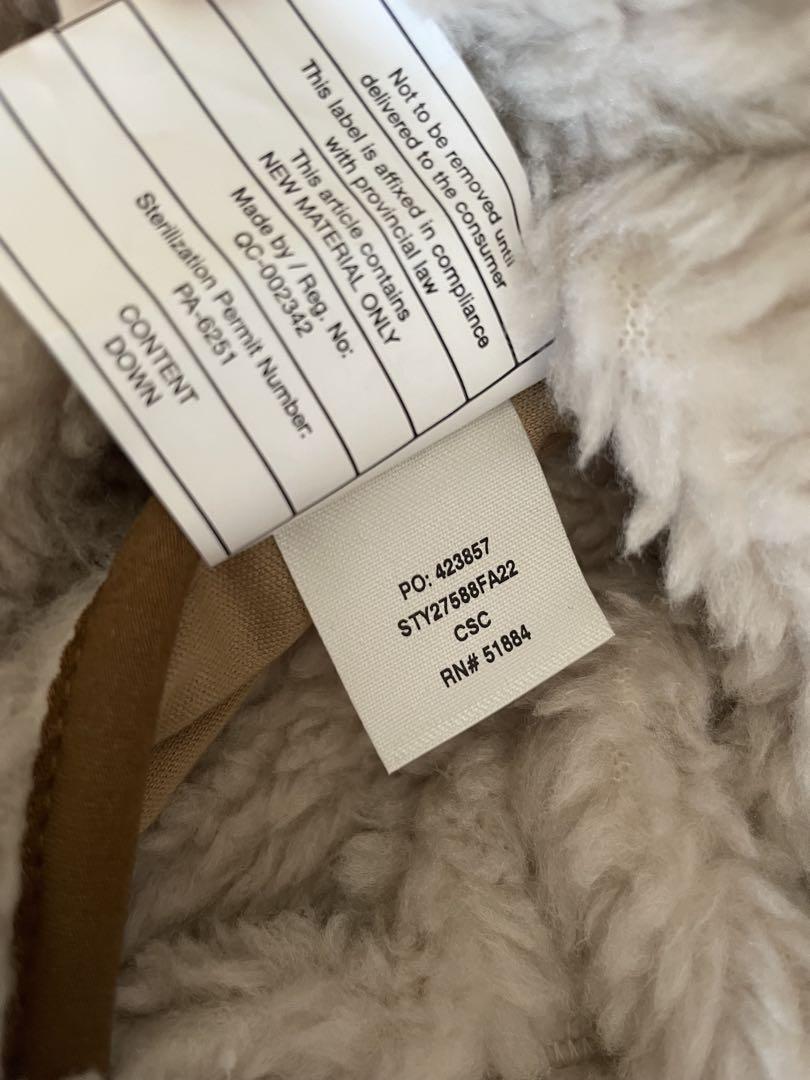 Not to be removed until
delivered to the consumer
This label is affixed in compliance
with provincial law
This article contains
NEW MATERIAL ONLY
Made by / Reg. No:
QC-002342
Sterilization Permit Number:
PA-6251
CONTENT
DOWN
PO: 423857
STY27588FA22
CSC
RN# 51884